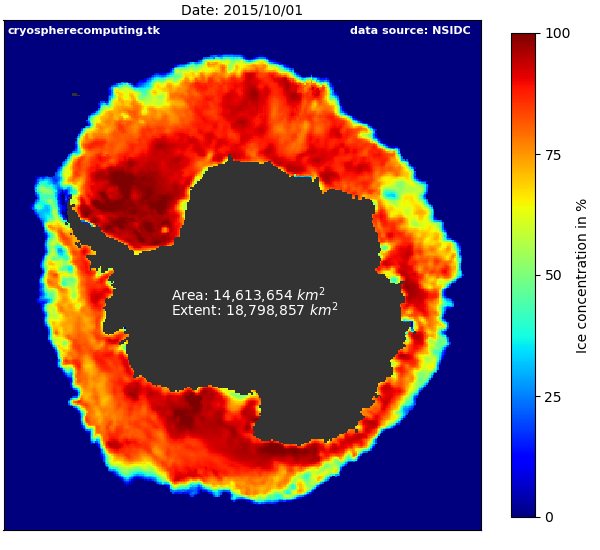 Date: 2015/10/01
cryospherecomputing.tk
data source: NSIDC
100
75
50
25
0
Ice concentration in %
Area: 14,613,654 km²
Extent: 18,798,857 km²